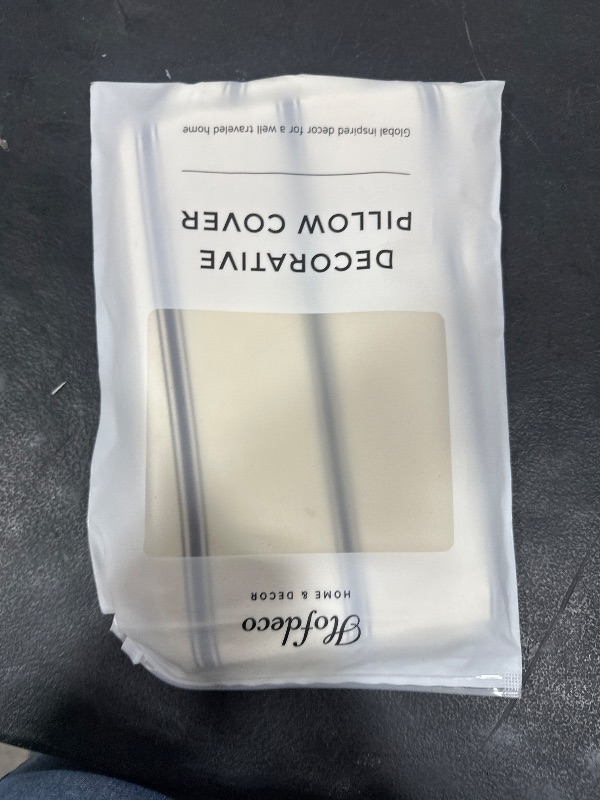 Hofdeco
HOME & DECOR
DECORATIVE
PILLOW COVER
Global inspired decor for a well traveled home